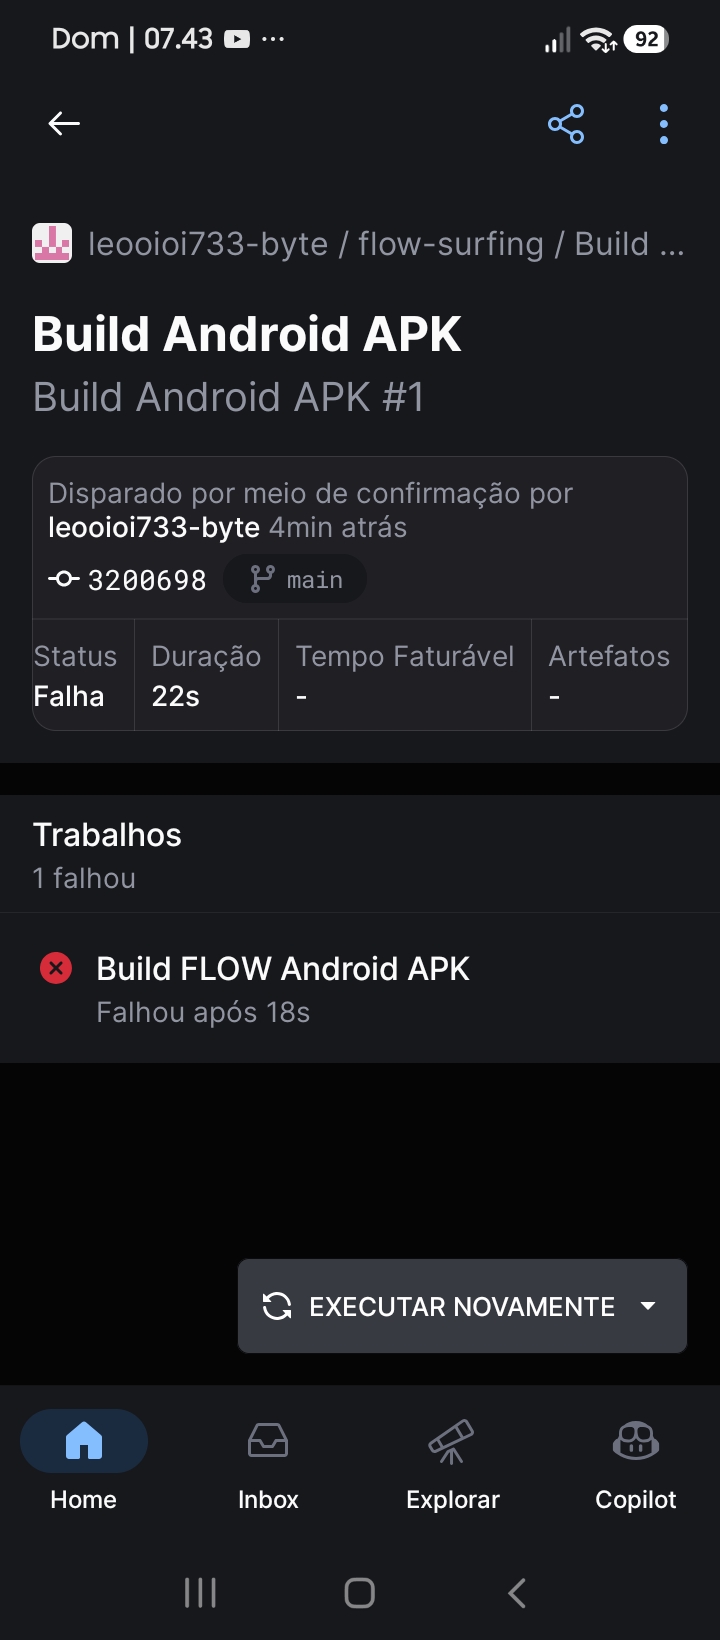 Dom | 07.43 ...
92
leooioi733-byte / flow-surfing / Build ...
Build Android APK
Build Android APK #1
Disparado por meio de confirmação por
leooioi733-byte 4min atrás
3200698 main
Status Duração Tempo Faturável Artefatos
Falha 22s - -
Trabalhos
1 falhou
Build FLOW Android APK
Falhou após 18s
EXECUTAR NOVAMENTE
Home Inbox Explorar Copilot